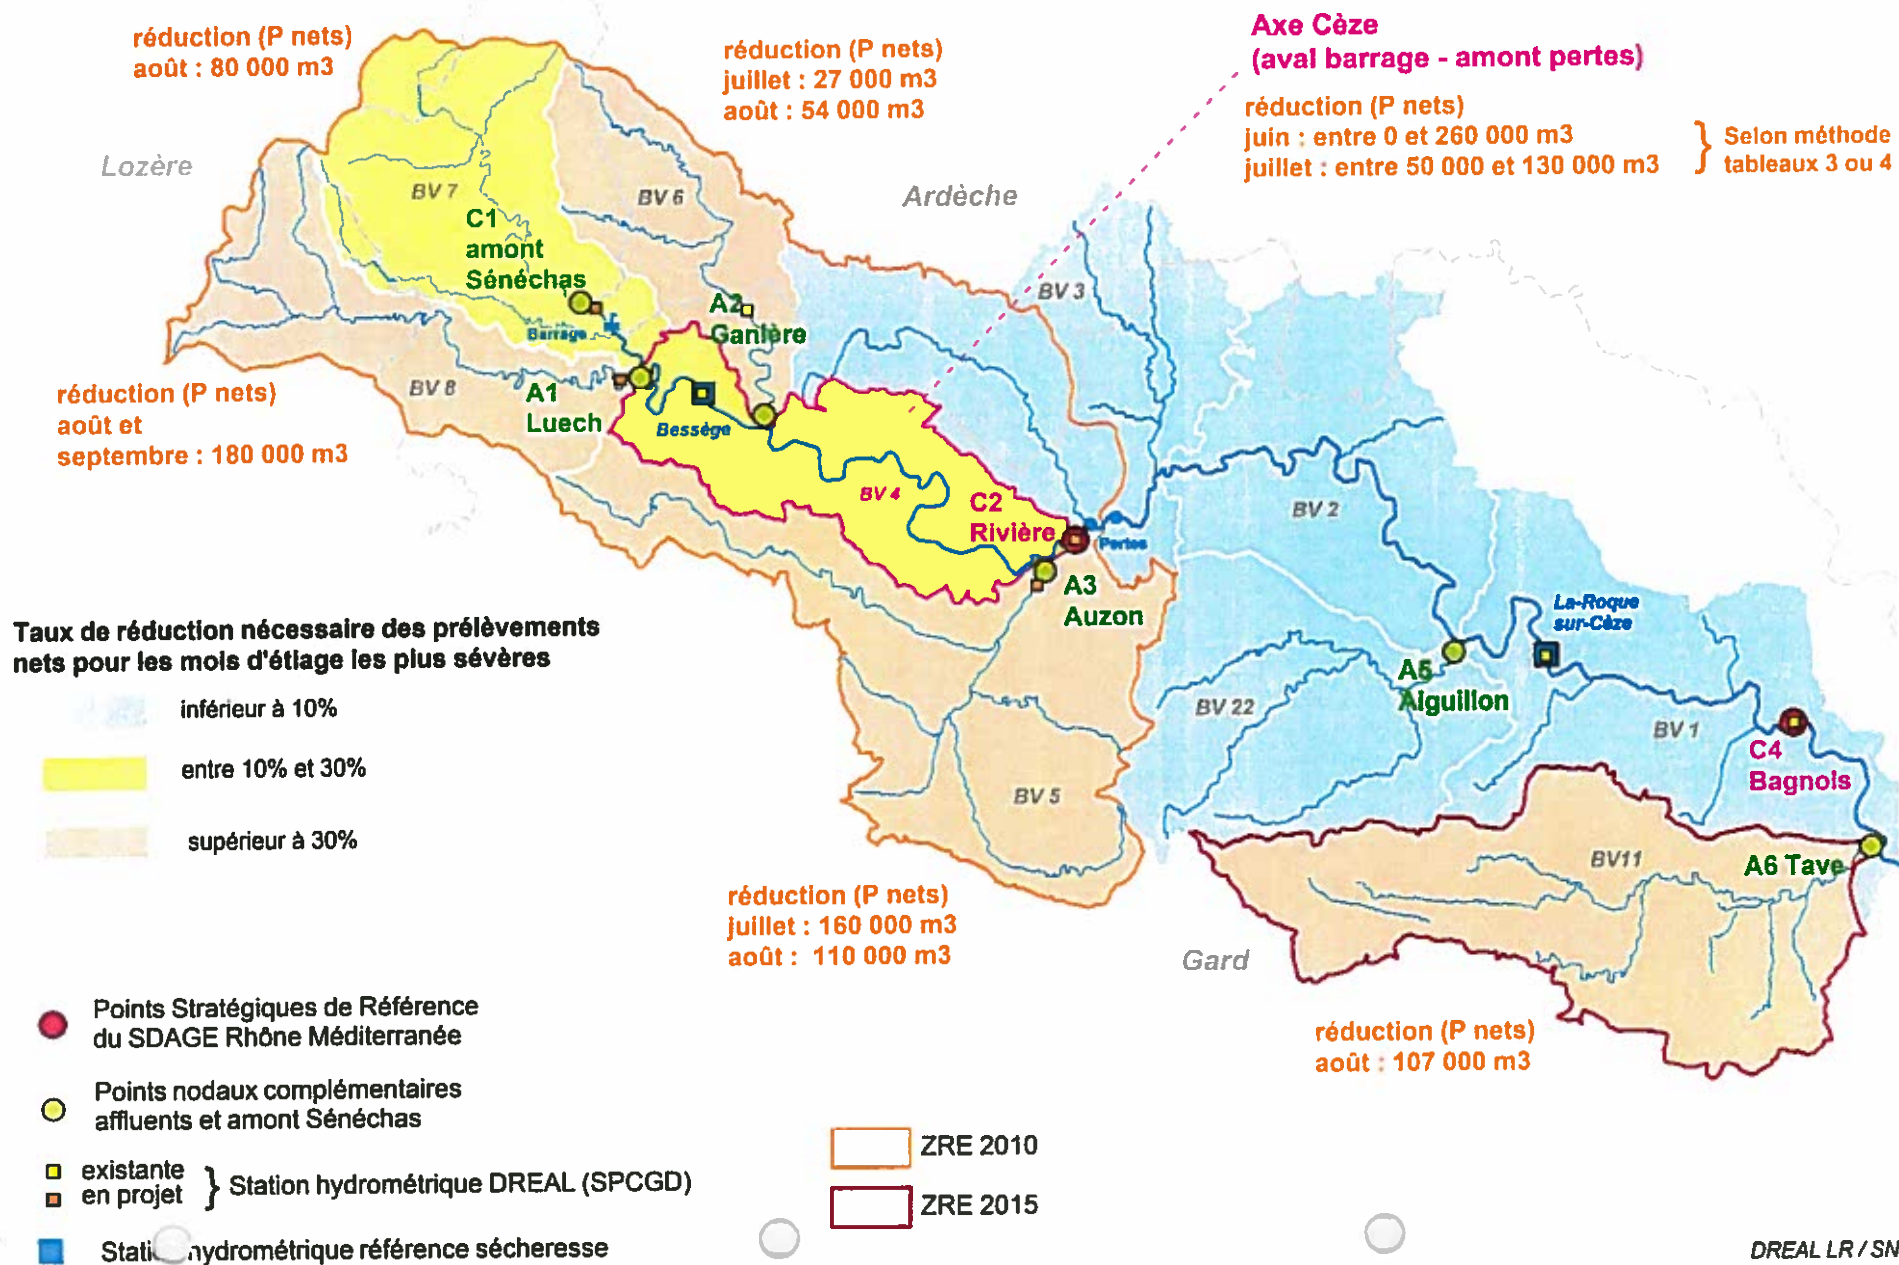 réduction (P nets)
août : 80 000 m3
réduction (P nets)
juillet : 27 000 m3
août : 54 000 m3
Axe Cèze
(aval barrage - amont pertes)
réduction (P nets)
juin : entre 0 et 260 000 m3
juillet : entre 50 000 et 130 000 m3
} Selon méthode
tableaux 3 ou 4
Lozère
Ardèche
BV 7
BV 6
C1
amont
Sénéchas
Barrage
A2
Ganière
BV 3
réduction (P nets)
août et
septembre : 180 000 m3
BV 8
A1
Luech
Bessège
BV 4
C2
Rivière
Pertes
BV 2
A3
Auzon
La-Roque
sur-Cèze
A5
Aiguillon
BV 22
BV 1
C4
Bagnols
BV 5
BV11
A6 Tave
Taux de réduction nécessaire des prélèvements
nets pour les mois d'étiage les plus sévères
inférieur à 10%
entre 10% et 30%
supérieur à 30%
réduction (P nets)
juillet : 160 000 m3
août : 110 000 m3
Gard
réduction (P nets)
août : 107 000 m3
Points Stratégiques de Référence
du SDAGE Rhône Méditerranée
Points nodaux complémentaires
affluents et amont Sénéchas
existante
en projet
} Station hydrométrique DREAL (SPCGD)
hydrométrique référence sécheresse
ZRE 2010
ZRE 2015
DREAL LR / SN